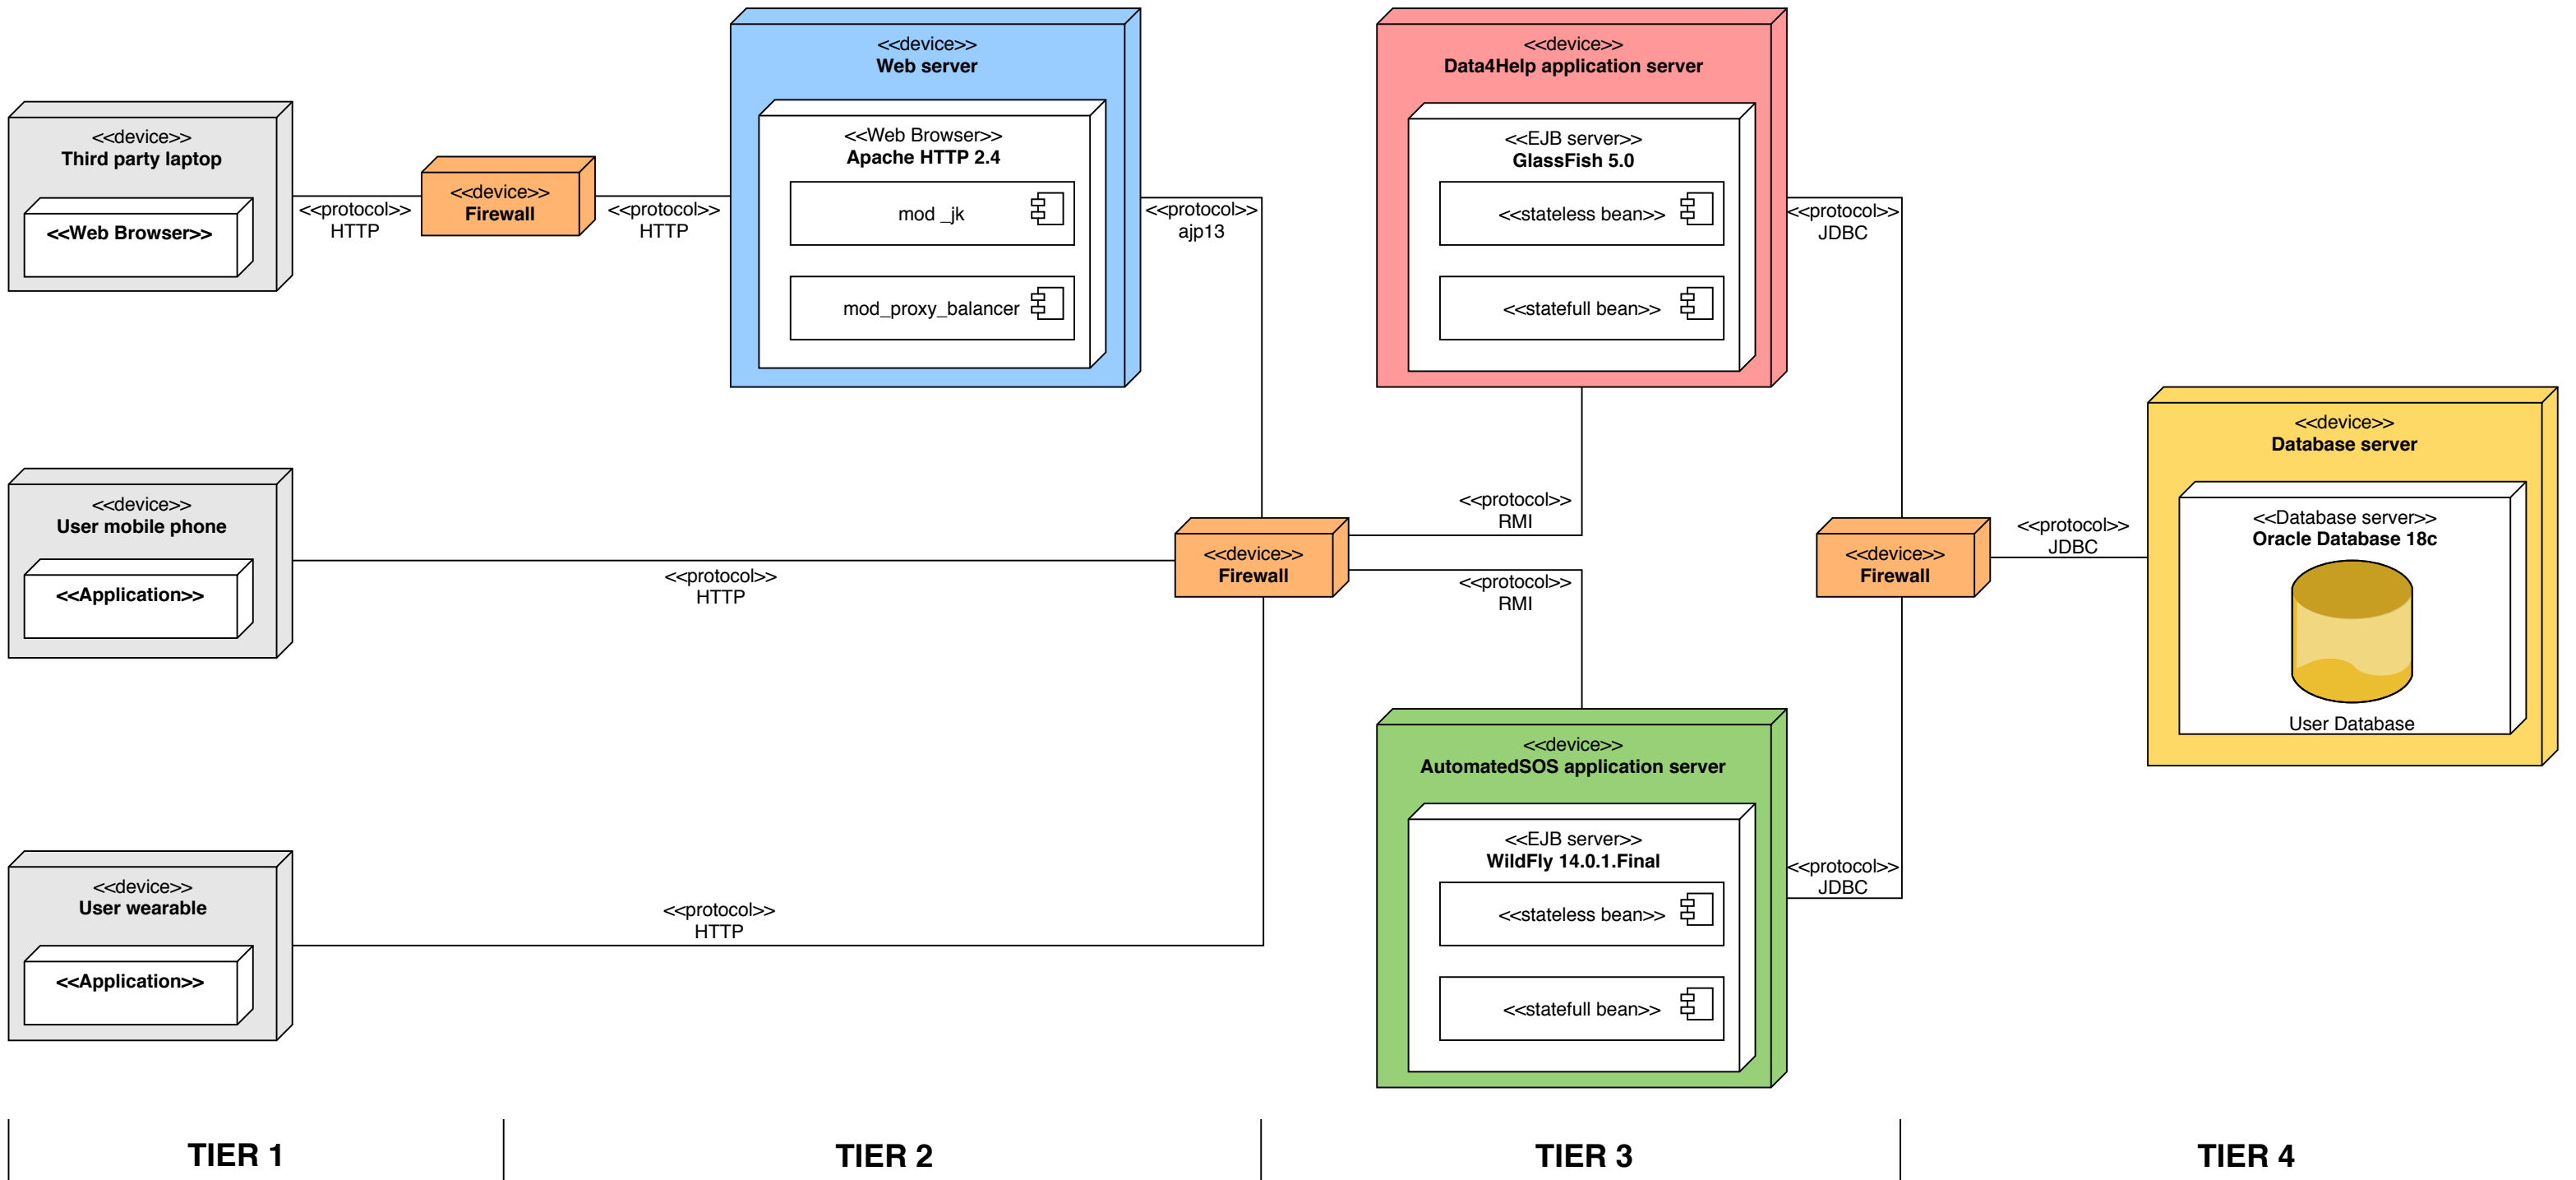 <<device>>
Third party laptop
<<Web Browser>>
<<protocol>>
HTTP
<<device>>
Firewall
<<protocol>>
HTTP
<<device>>
Web server
<<Web Browser>>
Apache HTTP 2.4
mod _jk
mod_proxy_balancer
<<protocol>>
ajp13
<<device>>
Data4Help application server
<<EJB server>>
GlassFish 5.0
<<stateless bean>>
<<statefull bean>>
<<protocol>>
JDBC
<<device>>
User mobile phone
<<Application>>
<<protocol>>
HTTP
<<device>>
Firewall
<<protocol>>
RMI
<<protocol>>
RMI
<<device>>
Firewall
<<protocol>>
JDBC
<<device>>
Database server
<<Database server>>
Oracle Database 18c
User Database
<<device>>
User wearable
<<Application>>
<<protocol>>
HTTP
<<device>>
AutomatedSOS application server
<<EJB server>>
WildFly 14.0.1.Final
<<stateless bean>>
<<statefull bean>>
<<protocol>>
JDBC
TIER 1
TIER 2
TIER 3
TIER 4